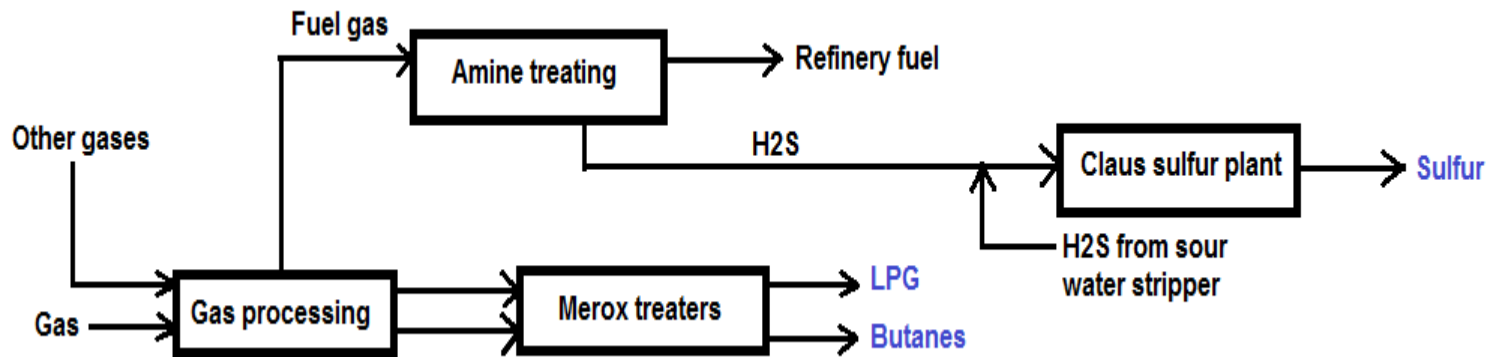 Fuel gas
Amine treating
Refinery fuel
Other gases
H2S
Claus sulfur plant
Sulfur
H2S from sour
water stripper
Gas processing
Merox treaters
LPG
Gas
Butanes